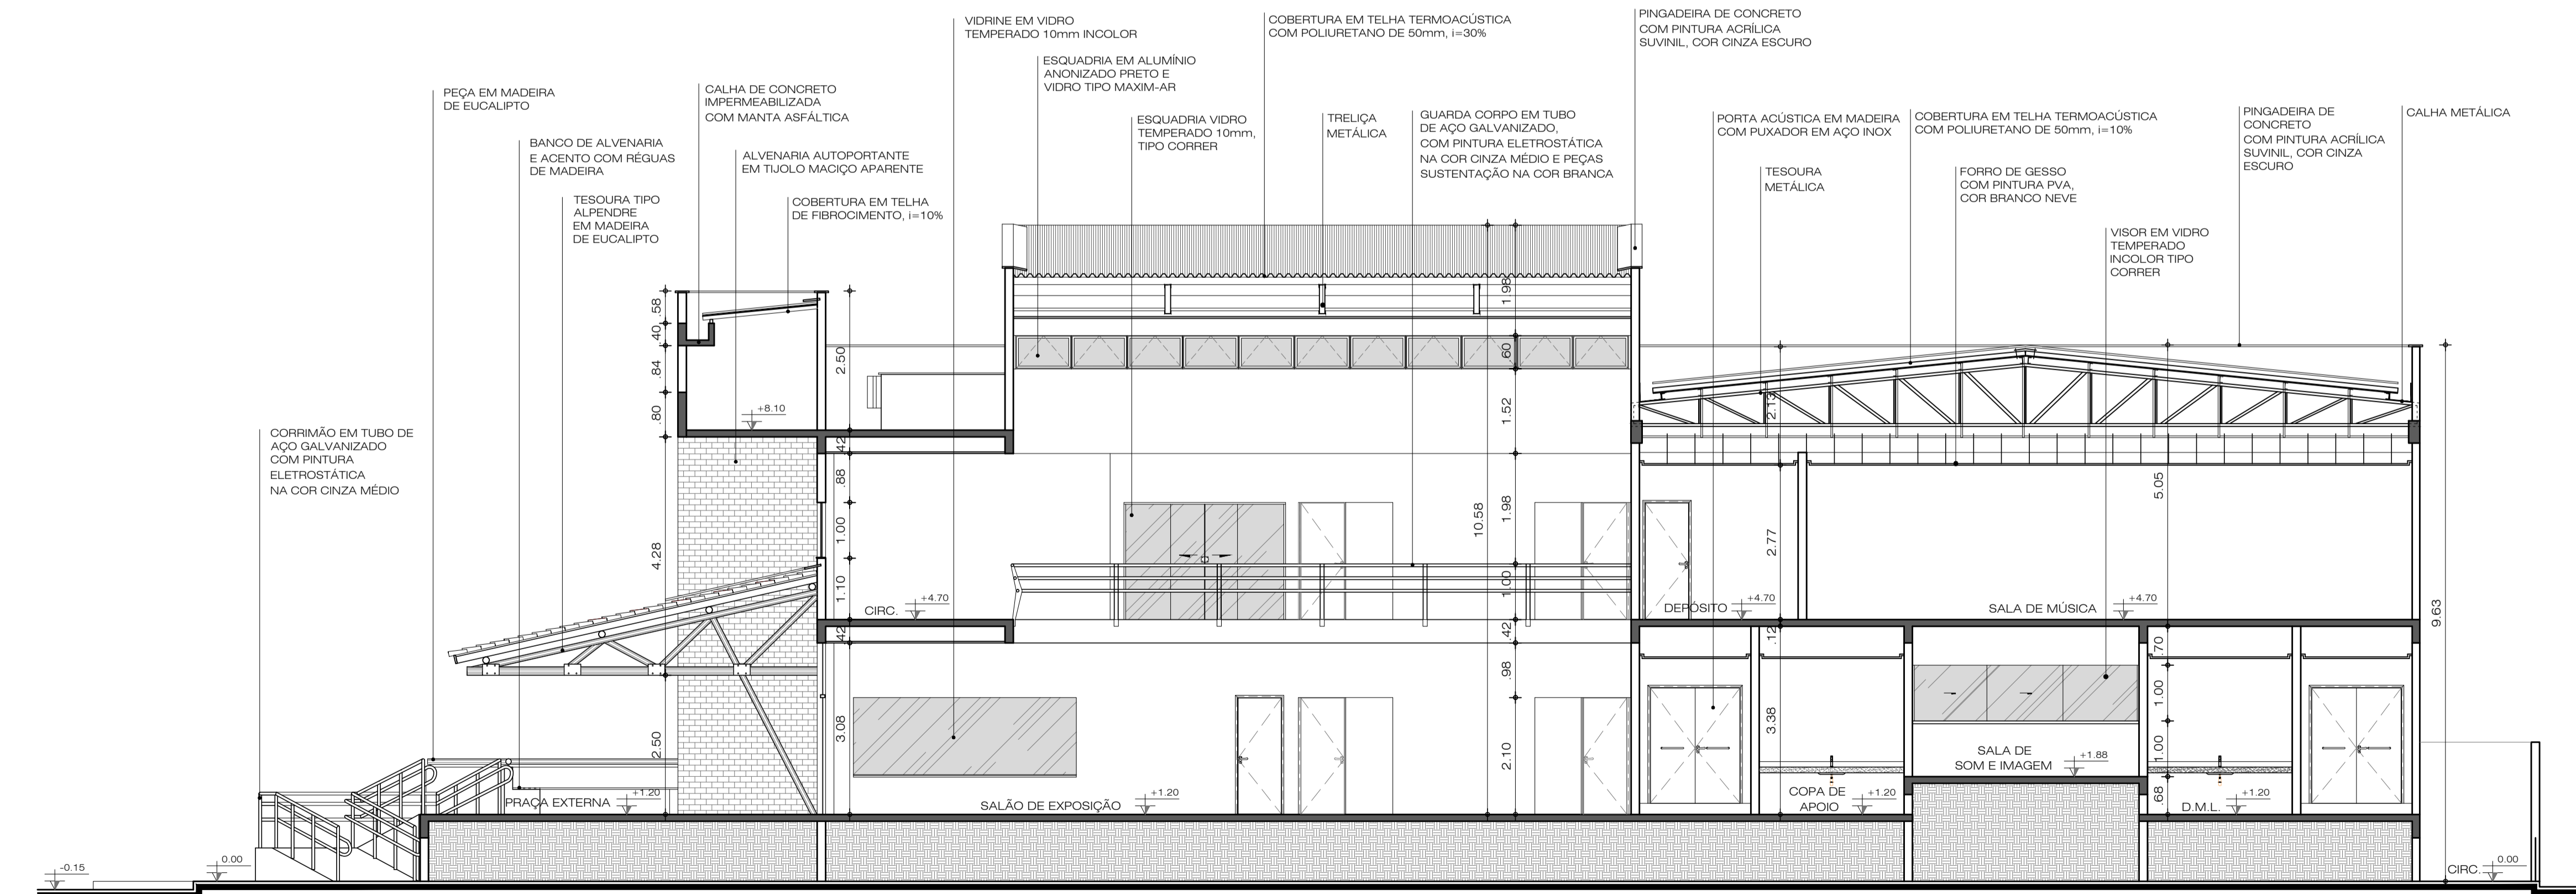 PINGADEIRA DE CONCRETO
COM PINTURA ACRÍLICA
SUVINIL, COR CINZA ESCURO
VIDRINE EM VIDRO
TEMPERADO 10mm INCOLOR
COBERTURA EM TELHA TERMOACÚSTICA
COM POLIURETANO DE 50mm, i=30%
ESQUADRIA EM ALUMÍNIO
ANONIZADO PRETO E
VIDRO TIPO MAXIM-AR
PEÇA EM MADEIRA
DE EUCALIPTO
CALHA DE CONCRETO
IMPERMEABILIZADA
COM MANTA ASFÁLTICA
ESQUADRIA VIDRO
TEMPERADO 10mm,
TIPO CORRER
TRELIÇA
METÁLICA
GUARDA CORPO EM TUBO
DE AÇO GALVANIZADO,
COM PINTURA ELETROSTÁTICA
NA COR CINZA MÉDIO E PEÇAS
SUSTENTAÇÃO NA COR BRANCA
PORTA ACÚSTICA EM MADEIRA
COM PUXADOR EM AÇO INOX
COBERTURA EM TELHA TERMOACÚSTICA
COM POLIURETANO DE 50mm, i=10%
PINGADEIRA DE
CONCRETO
COM PINTURA ACRÍLICA
SUVINIL, COR CINZA
ESCURO
CALHA METÁLICA
BANCO DE ALVENARIA
E ACENTO COM RÉGUAS
DE MADEIRA
ALVENARIA AUTOPORTANTE
EM TIJOLO MACIÇO APARENTE
TESOURA
METÁLICA
FORRO DE GESSO
COM PINTURA PVA,
COR BRANCO NEVE
TESOURA TIPO
ALPENDRE
EM MADEIRA
DE EUCALIPTO
COBERTURA EM TELHA
DE FIBROCIMENTO, i=10%
VISOR EM VIDRO
TEMPERADO
INCOLOR TIPO
CORRER
CORRIMÃO EM TUBO DE
AÇO GALVANIZADO
COM PINTURA
ELETROSTÁTICA
NA COR CINZA MÉDIO
.58
.40
.84
.80
4.28
2.50
2.50
.42
.88
1.00
1.10
.42
3.08
10.58
1.98
.60
1.52
1.98
1.00
.42
.98
2.10
2.13
2.77
.12
3.38
5.05
.70
1.00
1.00
.68
9.63
+8.10
CIRC. +4.70
DEPÓSITO +4.70
SALA DE MÚSICA +4.70
PRAÇA EXTERNA +1.20
SALÃO DE EXPOSIÇÃO +1.20
COPA DE
APOIO +1.20
SALA DE
SOM E IMAGEM +1.88
D.M.L. +1.20
-0.15
0.00
CIRC. 0.00